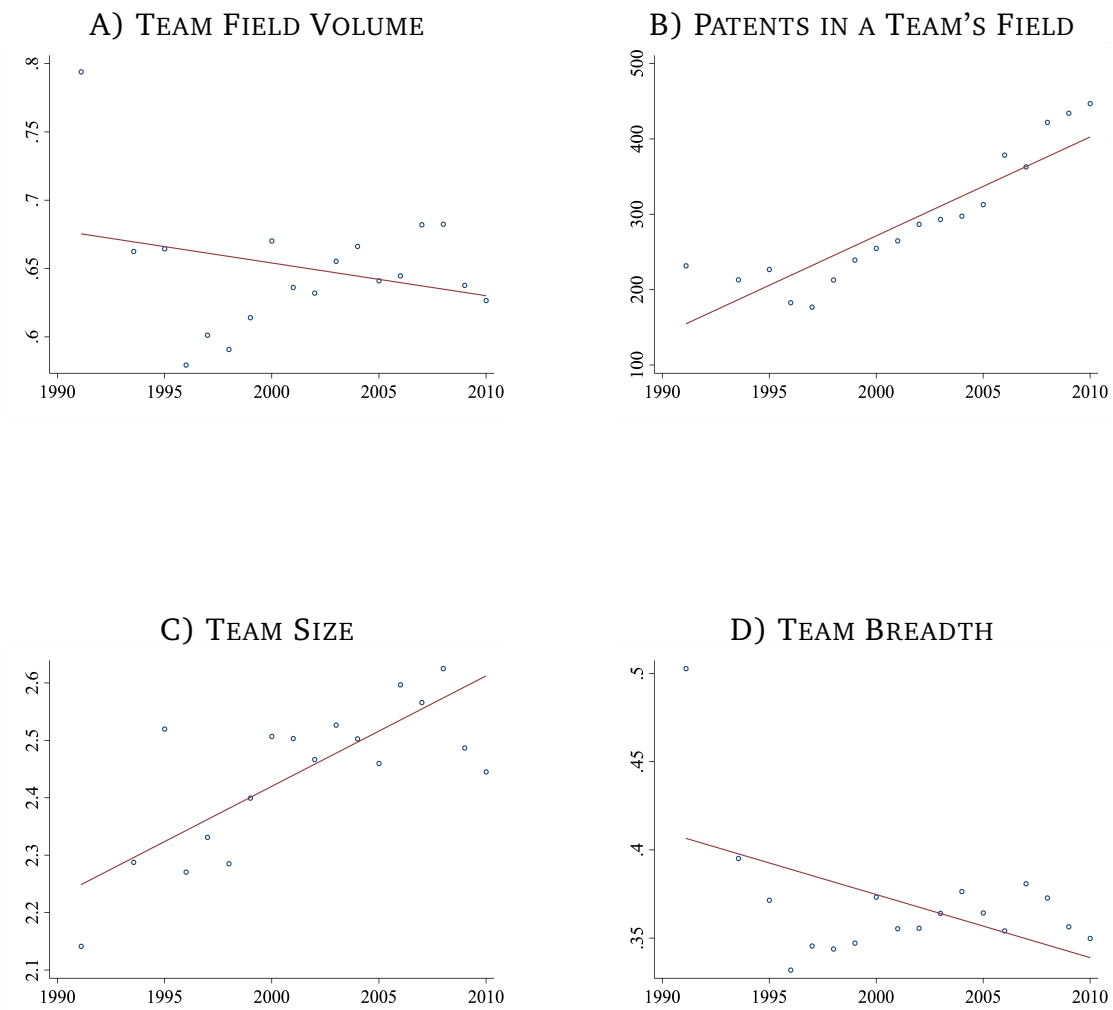 A) TEAM FIELD VOLUME
.8
.75
.7
.65
.6
1990 1995 2000 2005 2010
B) PATENTS IN A TEAM'S FIELD
500
400
300
200
100
1990 1995 2000 2005 2010
C) TEAM SIZE
2.6
2.5
2.4
2.3
2.2
2.1
1990 1995 2000 2005 2010
D) TEAM BREADTH
.5
.45
.4
.35
1990 1995 2000 2005 2010